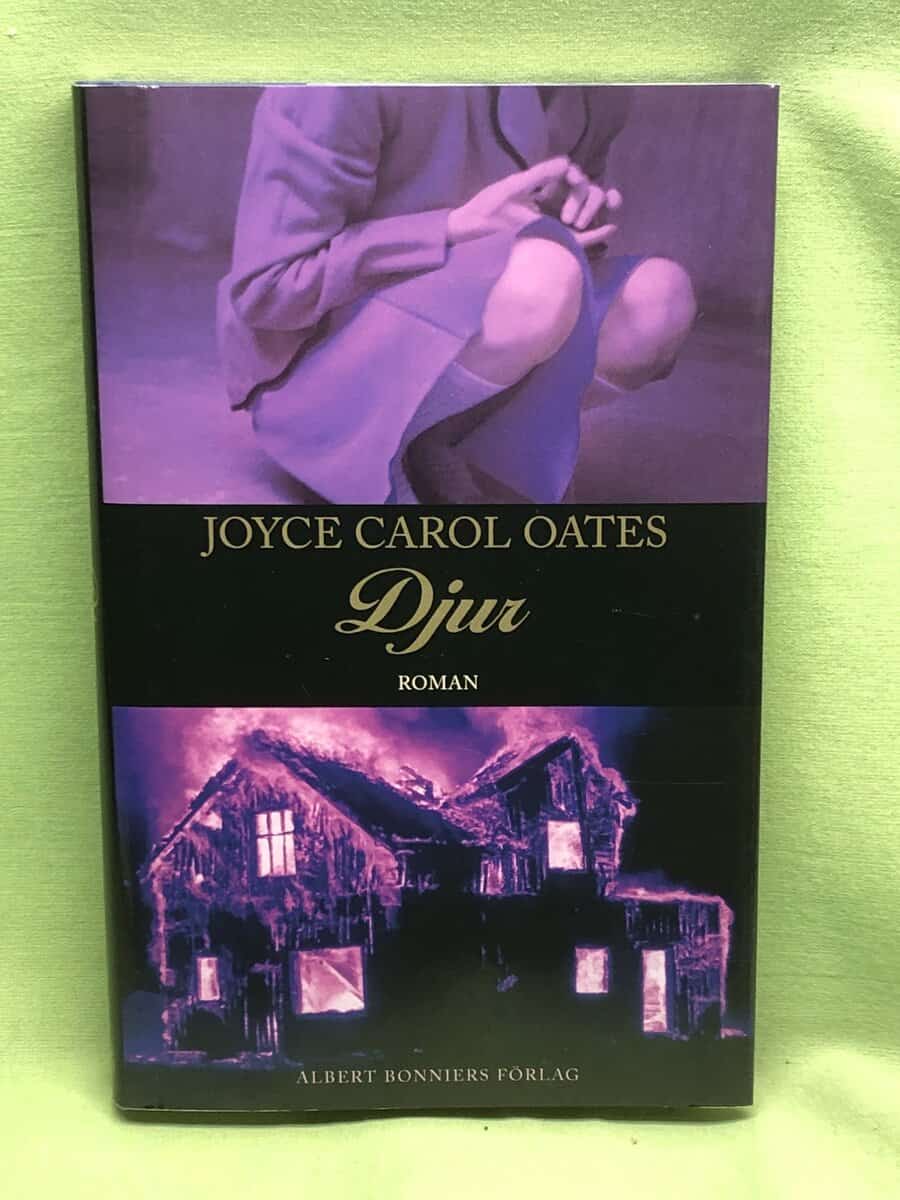 JOYCE CAROL OATES
Djur
ROMAN
ALBERT BONNIERS FÖRLAG